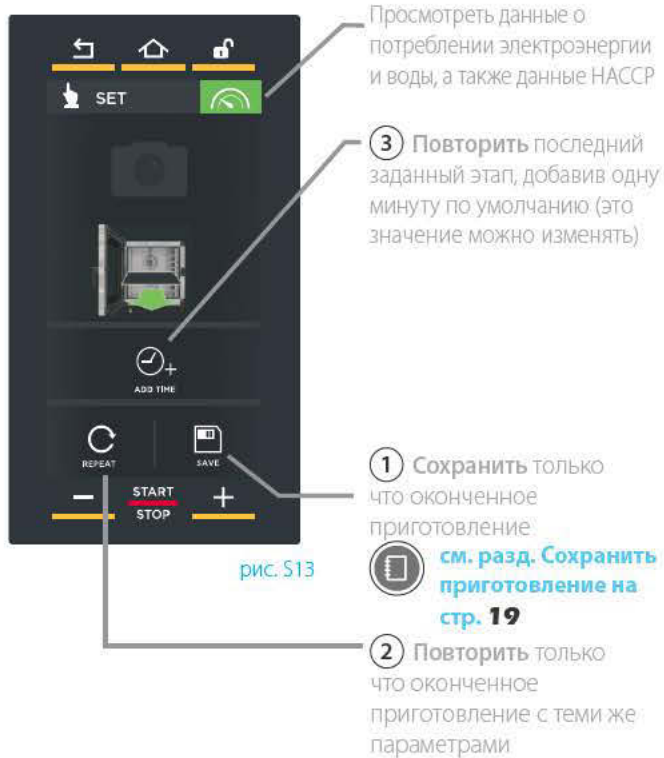 SET
ADD TIME
REPEAT
SAVE
START
STOP
рис. S13
Просмотреть данные о
потреблении электроэнергии
и воды, а также данные HACCP
3 Повторить последний
заданный этап, добавив одну
минуту по умолчанию (это
значение можно изменять)
1 Сохранить только
что оконченное
приготовление
см. разд. Сохранить
приготовление на
стр. 19
2 Повторить только
что оконченное
приготовление с теми же
параметрами